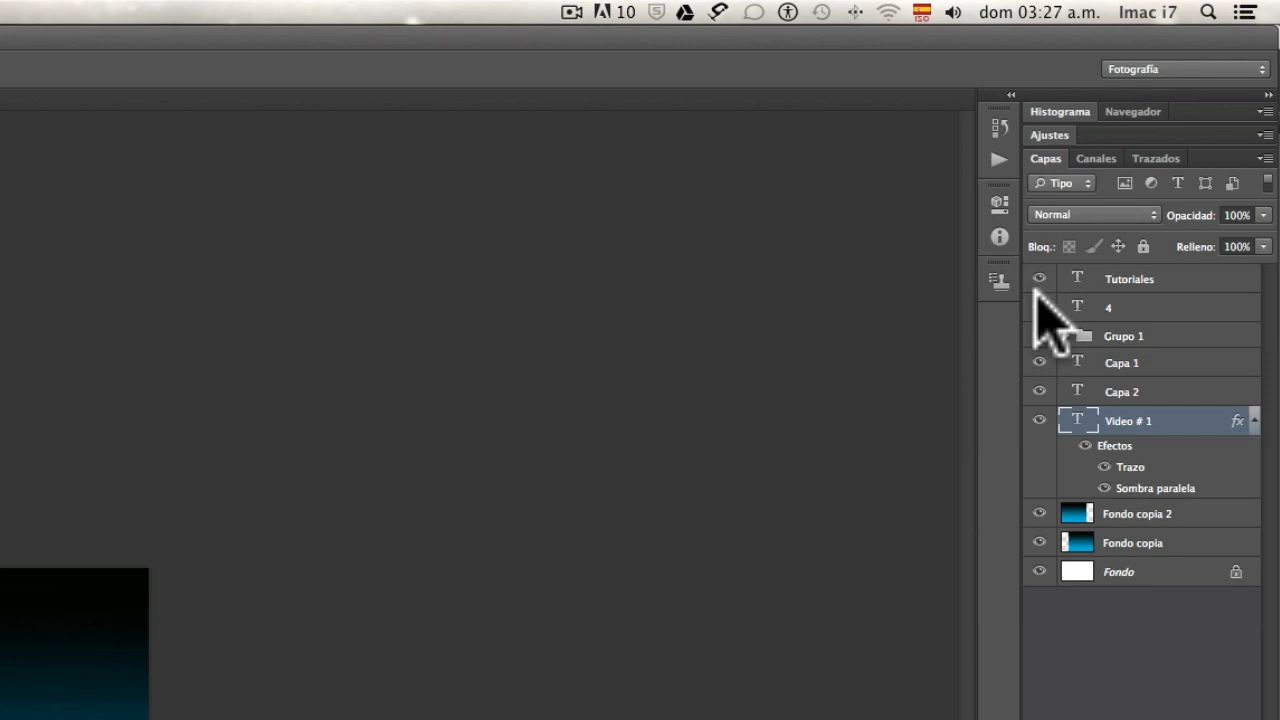 10 dom 03:27 a.m. Imac i7
Fotografía
Histograma Navegador
Ajustes
Capas Canales Trazados
Tipo T
Normal Opacidad: 100%
Bloq.: Relleno: 100%
T Tutoriales
T 4
Grupo 1
T Capa 1
T Capa 2
T Video # 1 fx
Efectos
Trazo
Sombra paralela
Fondo copia 2
Fondo copia
Fondo